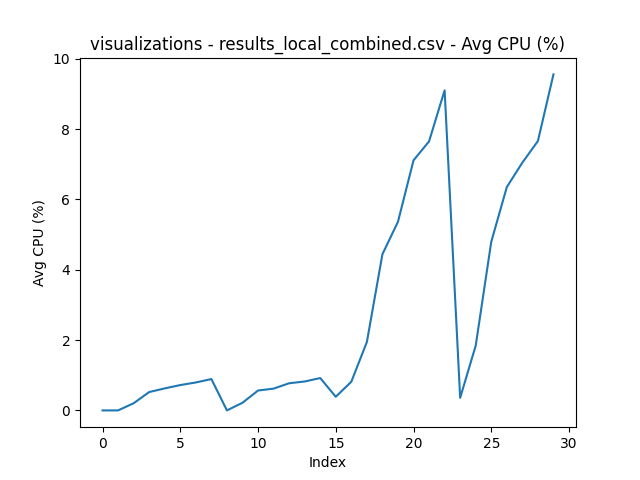 visualizations - results_local_combined.csv - Avg CPU (%)
Avg CPU (%)
10
8
6
4
2
0
0 5 10 15 20 25 30
Index